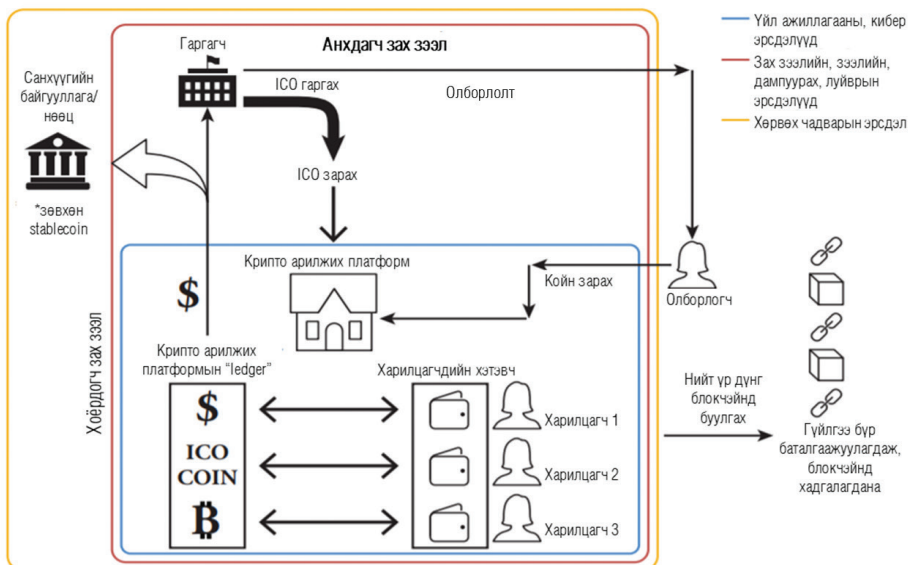 Анхдагч зах зээл
Гаргагч
ICO гаргах
Олборлолт
Санхүүгийн
байгууллага/
нөөц
*зөвхөн
stablecoin
ICO зарах
Үйл ажиллагааны, кибер
эрсдэлүүд
Зах зээлийн, зээлийн,
дампуурах, луйврын
эрсдэлүүд
Хөрвөх чадварын эрсдэл
Хоёрдогч зах зээл
$
Крипто арилжих платформ
Койн зарах
Олборлогч
Крипто арилжих
платформын “ledger”
Харилцагчдийн хэтэвч
$
ICO
COIN
₿
Харилцагч 1
Харилцагч 2
Харилцагч 3
Нийт үр дүнг
блокчэйнд
буулгах
Гүйлгээ бүр
баталгаажуулагдаж,
блокчэйнд
хадгалагдана